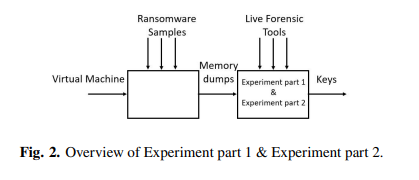 Ransomware
Samples
Live Forensic
Tools
Virtual Machine
Memory
dumps
Experiment part 1
&
Experiment part 2
Keys
Fig. 2. Overview of Experiment part 1 & Experiment part 2.